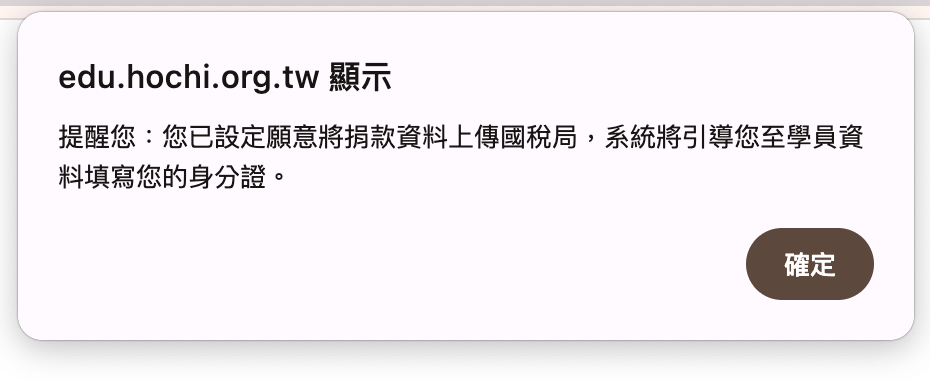 edu.hochi.org.tw 顯示
提醒您：您已設定願意將捐款資料上傳國稅局，系統將引導您至學員資
料填寫您的身分證。
確定